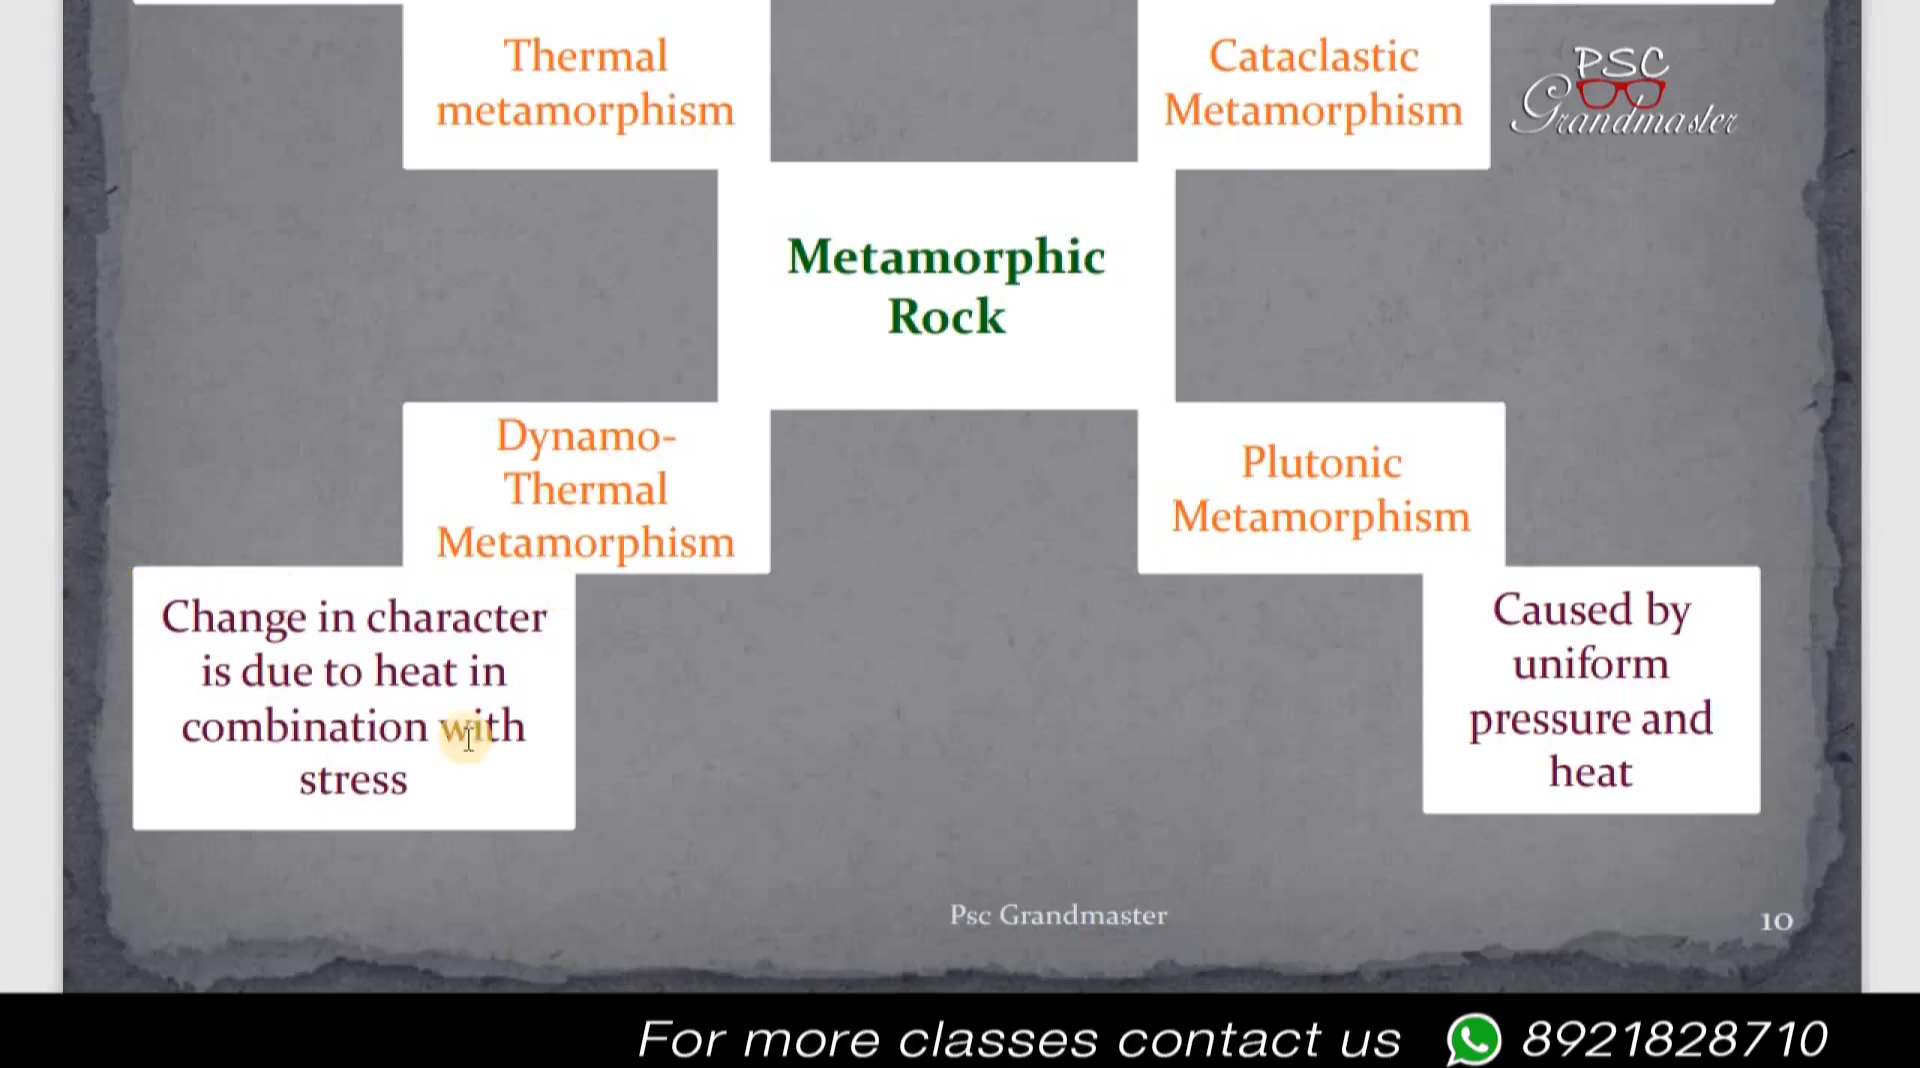 Thermal
metamorphism
Cataclastic
Metamorphism
PSC
Grandmaster
Metamorphic
Rock
Dynamo-
Thermal
Metamorphism
Plutonic
Metamorphism
Change in character
is due to heat in
combination with
stress
Caused by
uniform
pressure and
heat
Psc Grandmaster
10
For more classes contact us 8921828710